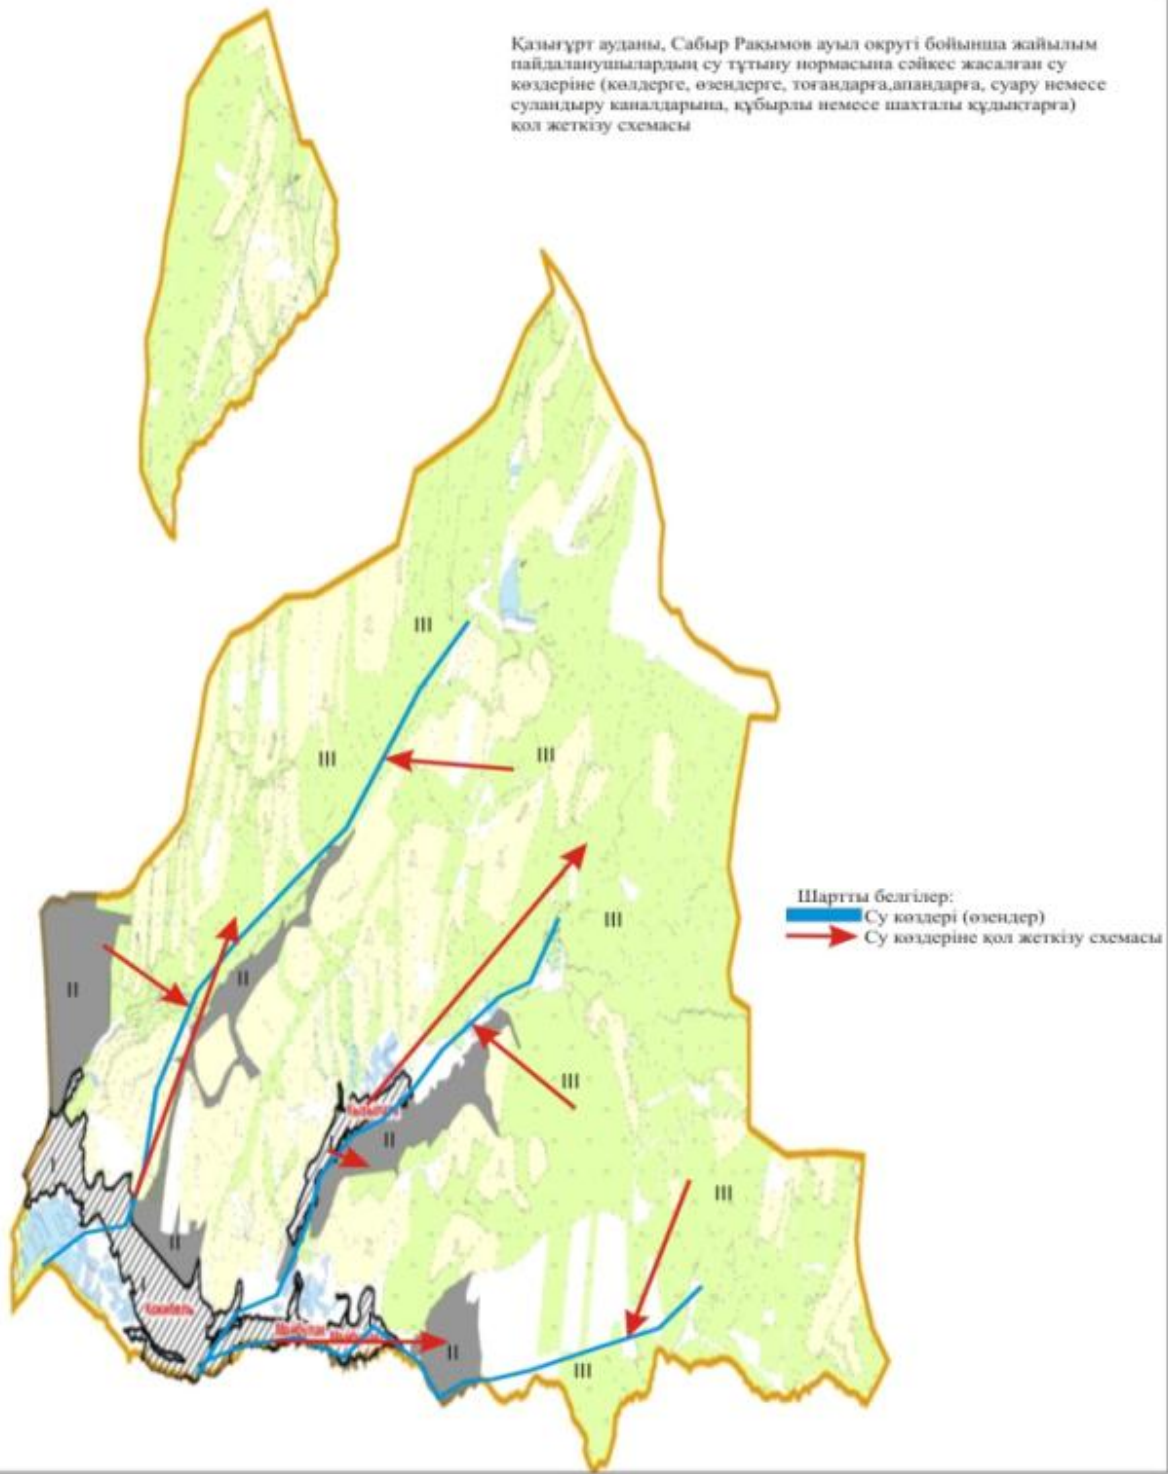 Қазығұрт ауданы, Сабыр Рақымов ауыл округі бойынша жайылым
пайдаланушылардың су тұтыну нормасына сәйкес жасалған су
көздеріне (көлдерге, өзендерге, тоғандарға,апандарға, суару немесе
суландыру каналдарына, құбырлы немесе шахталы құдықтарға)
қол жеткізу схемасы
III
III
III
Шартты белгілер:
Су көздері (өзендер)
III
Су көздеріне қол жеткізу схемасы
II
II
III
II
I
I
III
II
I
Кокибель
II
III